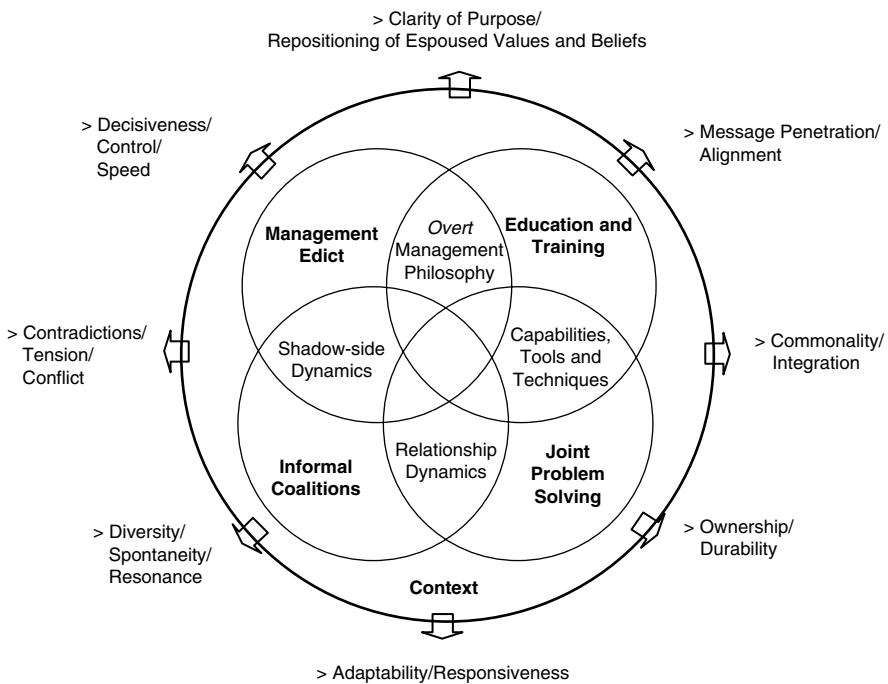 > Clarity of Purpose/
Repositioning of Espoused Values and Beliefs
> Decisiveness/
Control/
Speed
> Message Penetration/
Alignment
Management
Edict
Overt
Management
Philosophy
Education and
Training
> Contradictions/
Tension/
Conflict
Shadow-side
Dynamics
Capabilities,
Tools and
Techniques
> Commonality/
Integration
Informal
Coalitions
Relationship
Dynamics
Joint
Problem
Solving
> Diversity/
Spontaneity/
Resonance
> Ownership/
Durability
Context
> Adaptability/Responsiveness